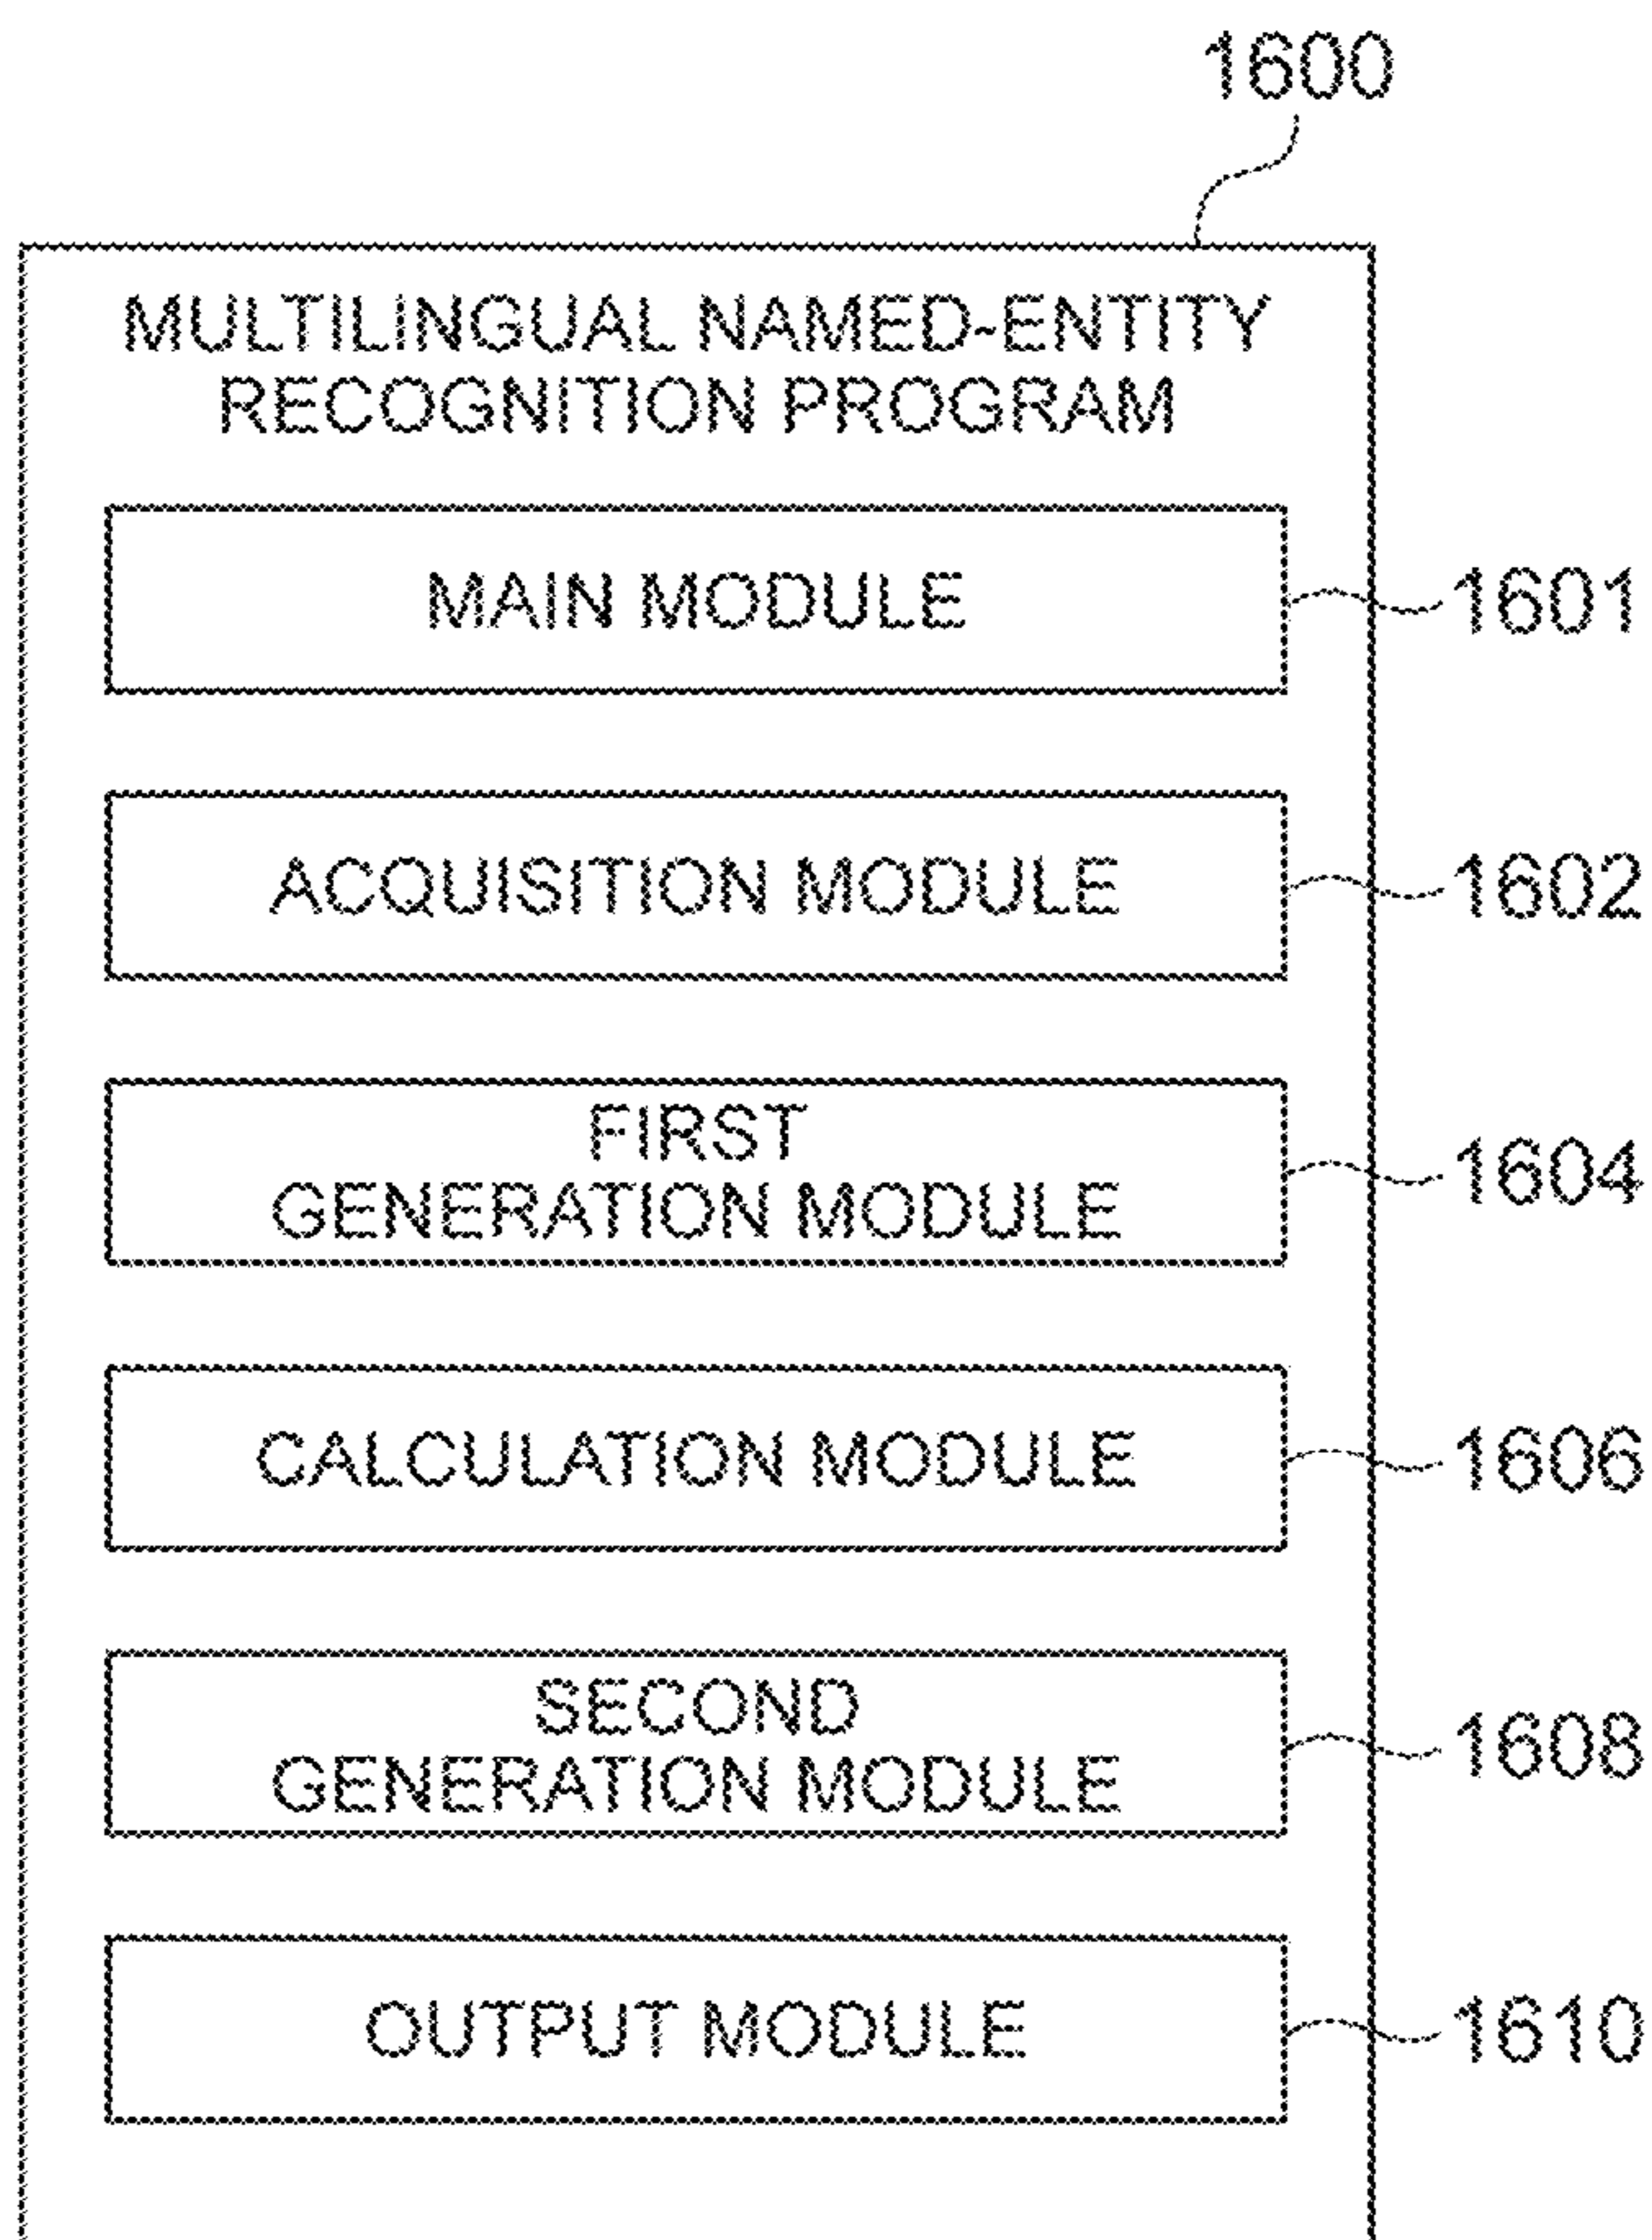 1600
MULTILINGUAL NAMED-ENTITY
RECOGNITION PROGRAM
MAIN MODULE
1601
ACQUISITION MODULE
1602
FIRST
GENERATION MODULE
1604
CALCULATION MODULE
1606
SECOND
GENERATION MODULE
1608
OUTPUT MODULE
1610